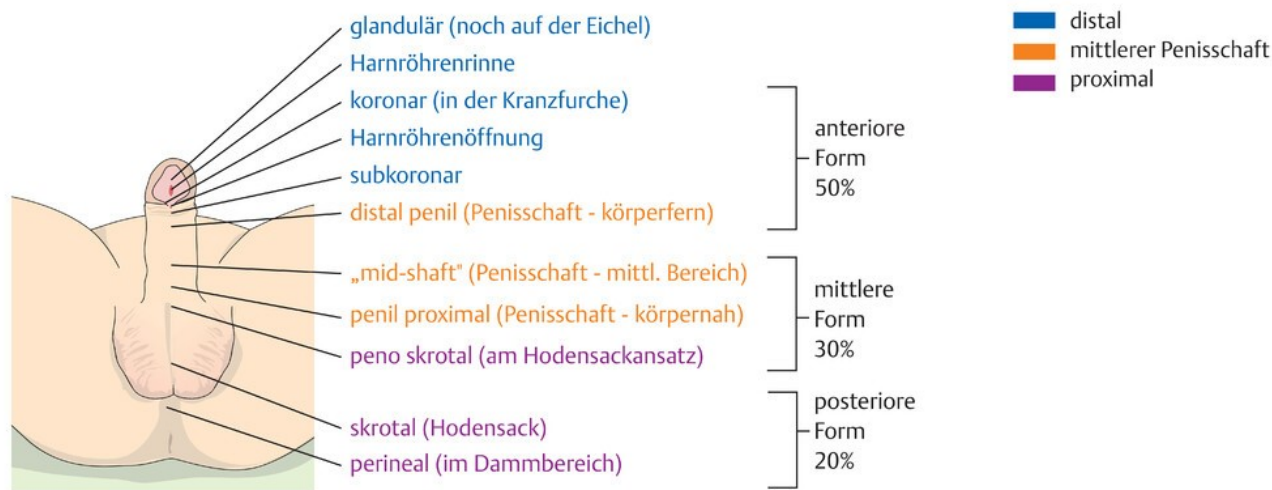 glandulär (noch auf der Eichel)
Harnröhrenrinne
koronar (in der Kranzfurche)
Harnröhrenöffnung
subkoronar
distal penil (Penisschaft - körperfern)
„mid-shaft" (Penisschaft - mittl. Bereich)
penil proximal (Penisschaft - körpernah)
peno skrotal (am Hodensackansatz)
skrotal (Hodensack)
perineal (im Dammbereich)
anteriore
Form
50%
mittlere
Form
30%
posteriore
Form
20%
distal
mittlerer Penisschaft
proximal